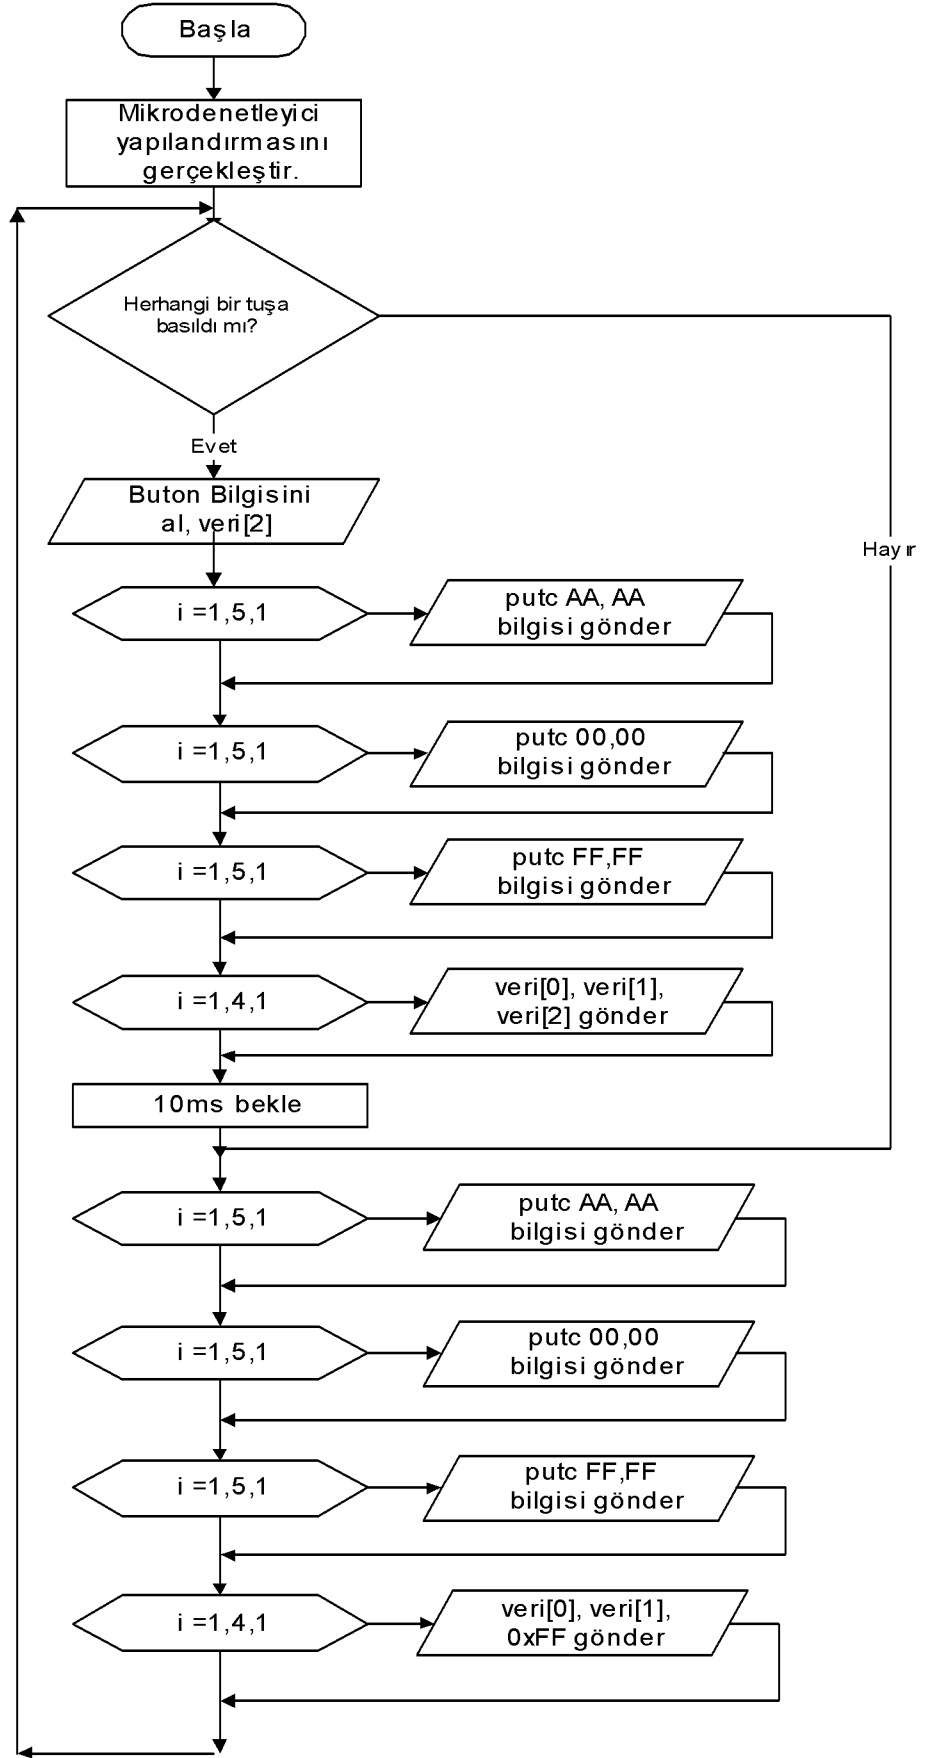 Başla
Mikrodenetleyici
yapılandırmasını
gerçekleştir.
Herhangi bir tuşa
basıldı mı?
Evet
Buton Bilgisini
al, veri[2]
Hayır
i =1,5,1
putc AA, AA
bilgisi gönder
i =1,5,1
putc 00,00
bilgisi gönder
i =1,5,1
putc FF,FF
bilgisi gönder
i =1,4,1
veri[0], veri[1],
veri[2] gönder
10ms bekle
i =1,5,1
putc AA, AA
bilgisi gönder
i =1,5,1
putc 00,00
bilgisi gönder
i =1,5,1
putc FF,FF
bilgisi gönder
i =1,4,1
veri[0], veri[1],
0xFF gönder